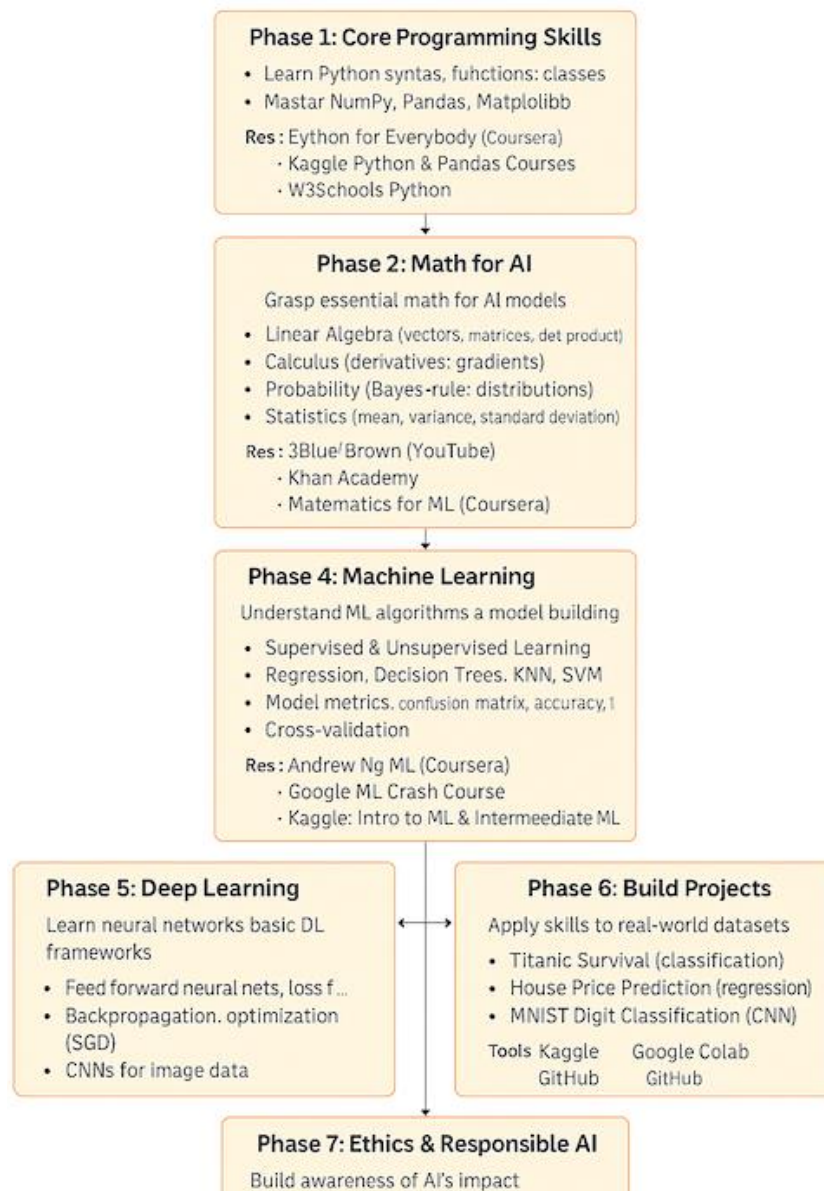 Phase 1: Core Programming Skills
• Learn Python syntas, fuhctions: classes
• Mastar NumPy, Pandas, Matplolibb
Res: Eython for Everybody (Coursera)
· Kaggle Python & Pandas Courses
· W3Schools Python
Phase 2: Math for AI
Grasp essential math for AI models
• Linear Algebra (vectors, matrices, det product)
• Calculus (derivatives: gradients)
• Probability (Bayes-rule: distributions)
• Statistics (mean, variance, standard deviation)
Res: 3Blue/Brown (YouTube)
· Khan Academy
· Matematics for ML (Coursera)
Phase 4: Machine Learning
Understand ML algorithms a model building
• Supervised & Unsupervised Learning
• Regression, Decision Trees. KNN, SVM
• Model metrics. confusion matrix, accuracy,
• Cross-validation
Res: Andrew Ng ML (Coursera)
· Google ML Crash Course
· Kaggle: Intro to ML & Intermeediate ML
Phase 5: Deep Learning
Learn neural networks basic DL
frameworks
• Feed forward neural nets, loss f...
• Backpropagation. optimization
(SGD)
• CNNs for image data
Phase 6: Build Projects
Apply skills to real-world datasets
• Titanic Survival (classification)
• House Price Prediction (regression)
• MNIST Digit Classification (CNN)
Tools Kaggle Google Colab
GitHub GitHub
Phase 7: Ethics & Responsible AI
Build awareness of AI's impact